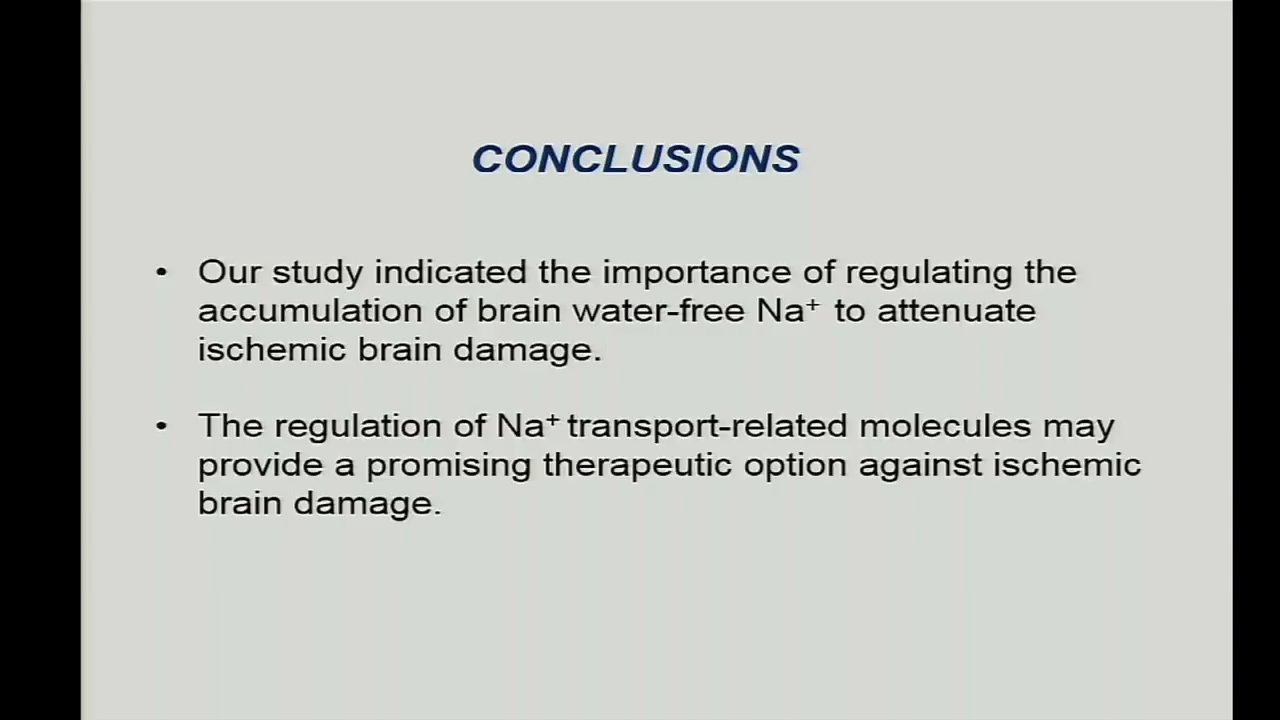 CONCLUSIONS
• Our study indicated the importance of regulating the
accumulation of brain water-free Na⁺ to attenuate
ischemic brain damage.
• The regulation of Na⁺ transport-related molecules may
provide a promising therapeutic option against ischemic
brain damage.